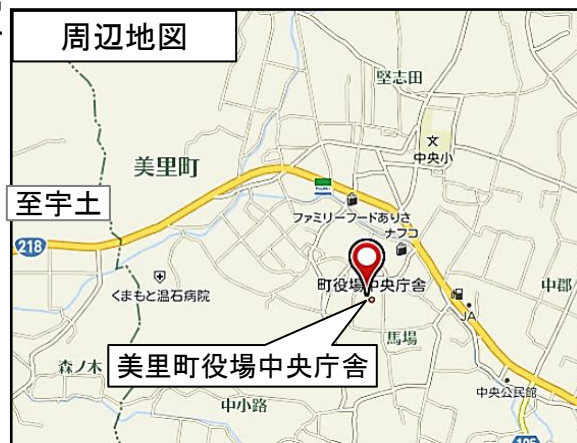 周辺地図
堅志田
文
中央小
美里町
至宇土
218
ファミリーフードありさ
ナフコ
くまもと温石病院
町役場中央庁舎
中郡
JA
馬場
美里町役場中央庁舎
森ノ木
中央公民館
中小路